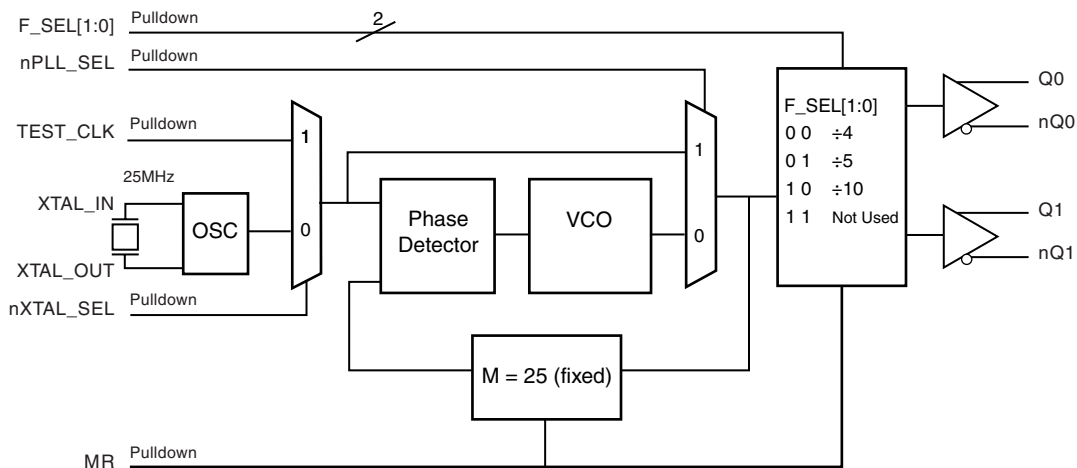 F_SEL[1:0] Pulldown 2
nPLL_SEL Pulldown
TEST_CLK Pulldown
1
25MHz
XTAL_IN
OSC
0
XTAL_OUT
nXTAL_SEL Pulldown
Phase
Detector
VCO
1
0
M = 25 (fixed)
F_SEL[1:0]
0 0 ÷4
0 1 ÷5
1 0 ÷10
1 1 Not Used
Q0
nQ0
Q1
nQ1
MR Pulldown